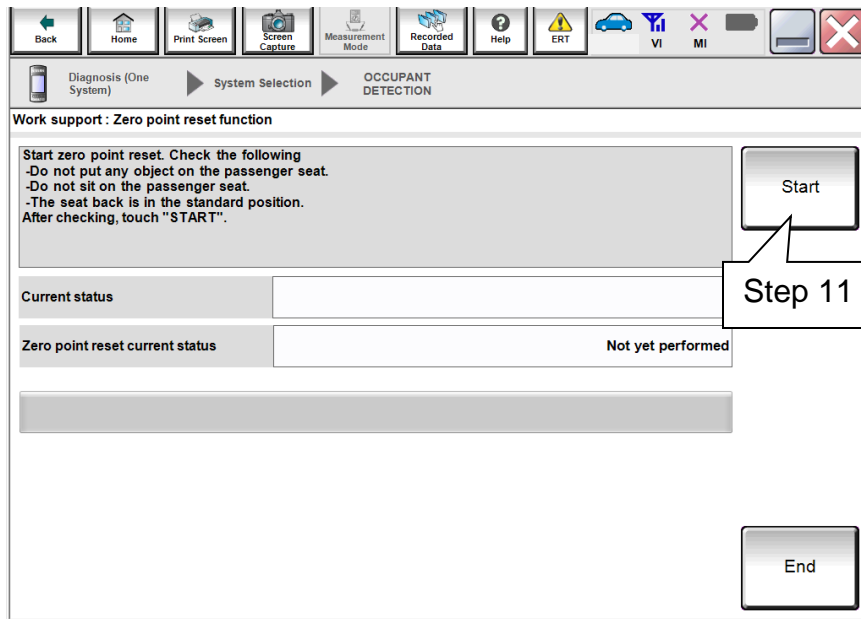 Back
Home
Print Screen
Screen
Capture
Measurement
Mode
Recorded
Data
Help
ERT
VI
MI
Diagnosis (One
System)
System Selection
OCCUPANT
DETECTION
Work support : Zero point reset function
Start zero point reset. Check the following
-Do not put any object on the passenger seat.
-Do not sit on the passenger seat.
-The seat back is in the standard position.
After checking, touch "START".
Start
Step 11
Current status
Zero point reset current status
Not yet performed
End